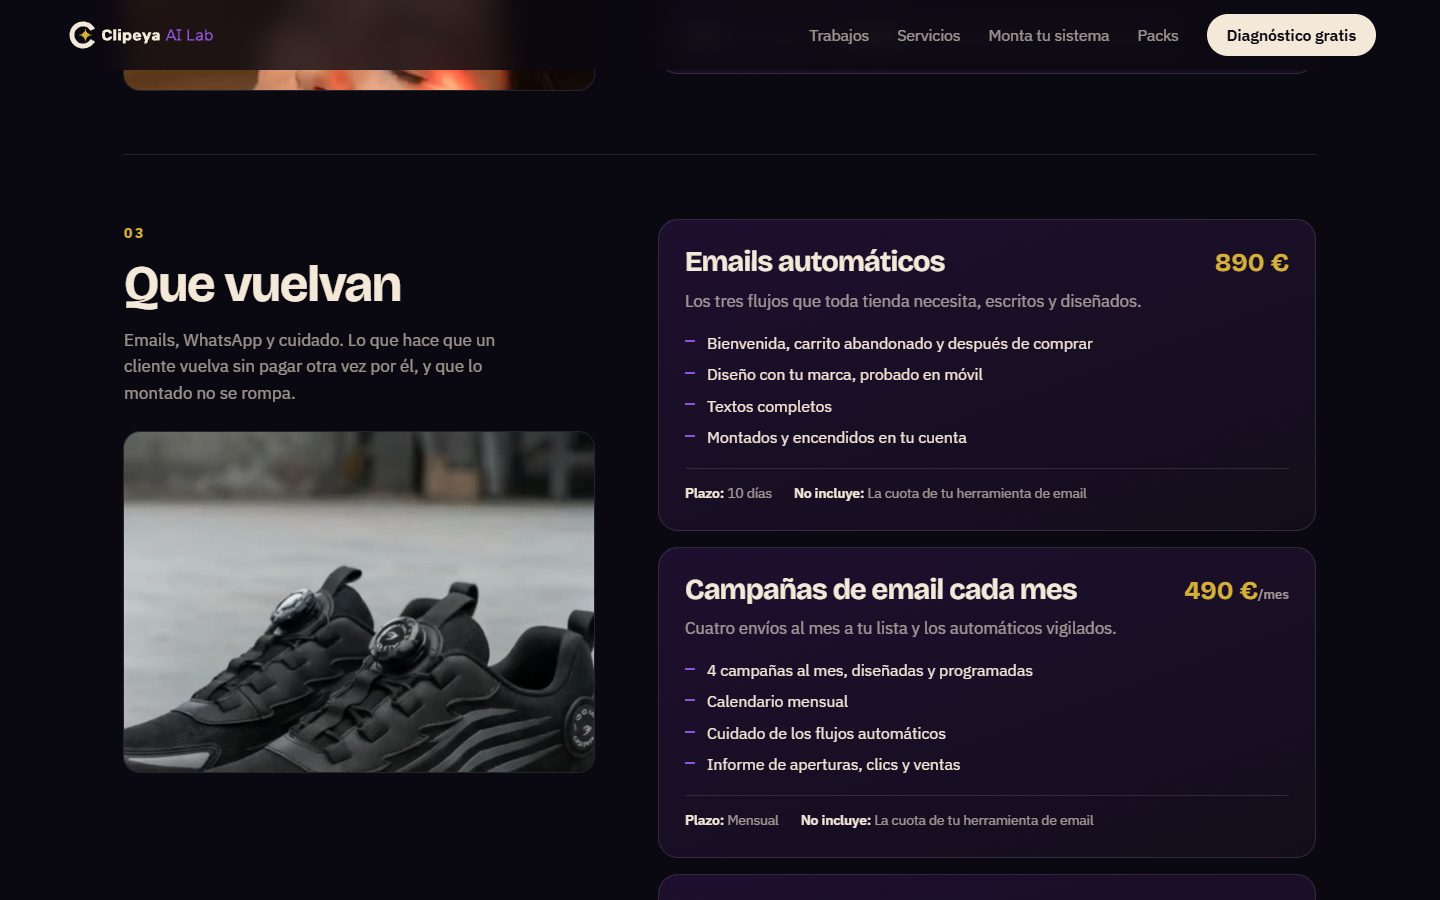 Clipeya AI Lab
Trabajos
Servicios
Monta tu sistema
Packs
Diagnóstico gratis
03
Que vuelvan
Emails, WhatsApp y cuidado. Lo que hace que un
cliente vuelva sin pagar otra vez por él, y que lo
montado no se rompa.
Emails automáticos
890 €
Los tres flujos que toda tienda necesita, escritos y diseñados.
Bienvenida, carrito abandonado y después de comprar
Diseño con tu marca, probado en móvil
Textos completos
Montados y encendidos en tu cuenta
Plazo: 10 días No incluye: La cuota de tu herramienta de email
Campañas de email cada mes
490 €/mes
Cuatro envíos al mes a tu lista y los automáticos vigilados.
4 campañas al mes, diseñadas y programadas
Calendario mensual
Cuidado de los flujos automáticos
Informe de aperturas, clics y ventas
Plazo: Mensual No incluye: La cuota de tu herramienta de email